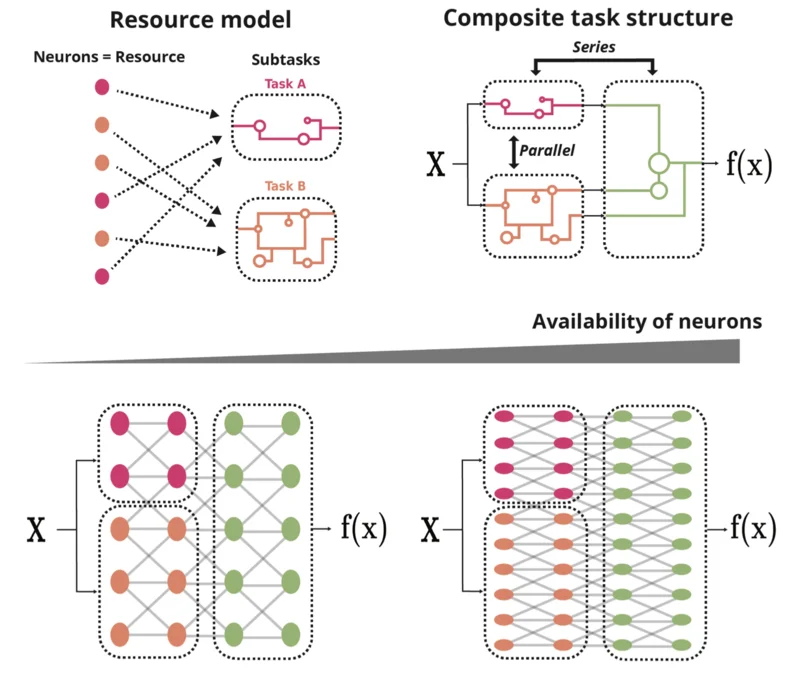 Resource model
Neurons = Resource
Subtasks
Task A
Task B
Composite task structure
Series
X
Parallel
f(x)
Availability of neurons
X
f(x)
X
f(x)